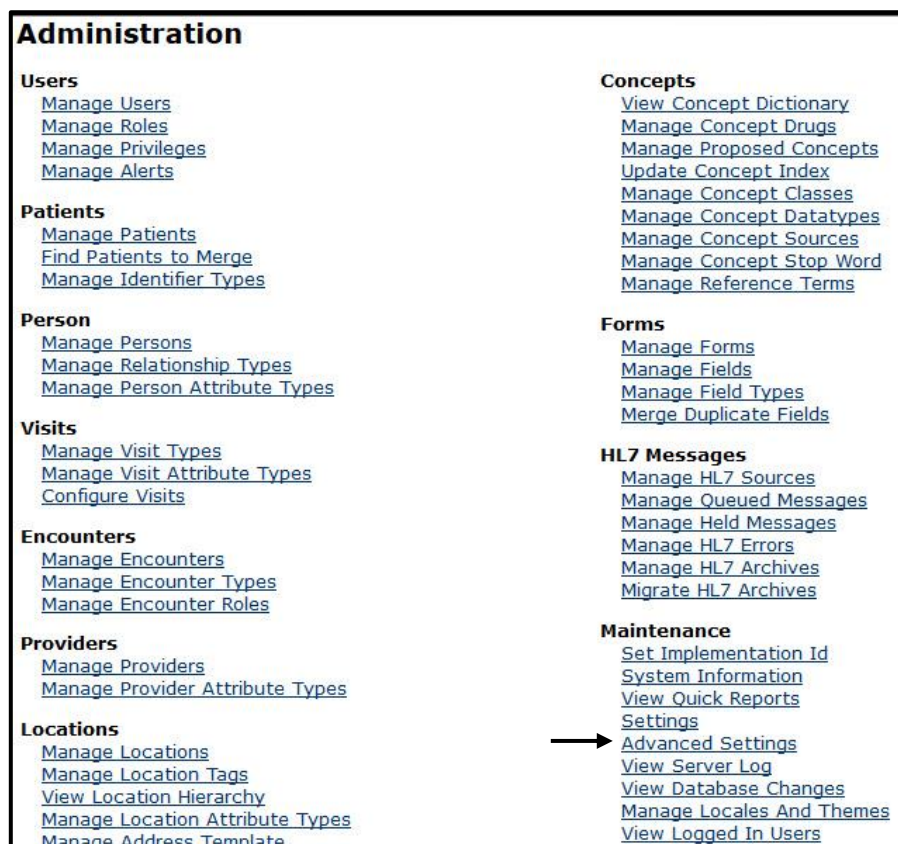 Administration
Users
Manage Users
Manage Roles
Manage Privileges
Manage Alerts
Patients
Manage Patients
Find Patients to Merge
Manage Identifier Types
Person
Manage Persons
Manage Relationship Types
Manage Person Attribute Types
Visits
Manage Visit Types
Manage Visit Attribute Types
Configure Visits
Encounters
Manage Encounters
Manage Encounter Types
Manage Encounter Roles
Providers
Manage Providers
Manage Provider Attribute Types
Locations
Manage Locations
Manage Location Tags
View Location Hierarchy
Manage Location Attribute Types
Manage Address Template
Concepts
View Concept Dictionary
Manage Concept Drugs
Manage Proposed Concepts
Update Concept Index
Manage Concept Classes
Manage Concept Datatypes
Manage Concept Sources
Manage Concept Stop Word
Manage Reference Terms
Forms
Manage Forms
Manage Fields
Manage Field Types
Merge Duplicate Fields
HL7 Messages
Manage HL7 Sources
Manage Queued Messages
Manage Held Messages
Manage HL7 Errors
Manage HL7 Archives
Migrate HL7 Archives
Maintenance
Set Implementation Id
System Information
View Quick Reports
Settings
Advanced Settings
View Server Log
View Database Changes
Manage Locales And Themes
View Logged In Users